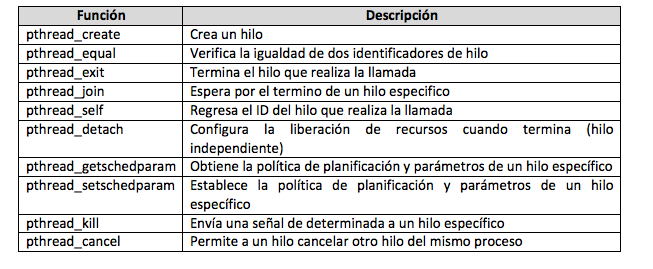 Función Descripción
pthread_create Crea un hilo
pthread_equal Verifica la igualdad de dos identificadores de hilo
pthread_exit Termina el hilo que realiza la llamada
pthread_join Espera por el termino de un hilo especifico
pthread_self Regresa el ID del hilo que realiza la llamada
pthread_detach Configura la liberación de recursos cuando termina (hilo
independiente)
pthread_getschedparam Obtiene la política de planificación y parámetros de un hilo específico
pthread_setschedparam Establece la política de planificación y parámetros de un hilo
específico
pthread_kill Envía una señal de determinada a un hilo específico
pthread_cancel Permite a un hilo cancelar otro hilo del mismo proceso